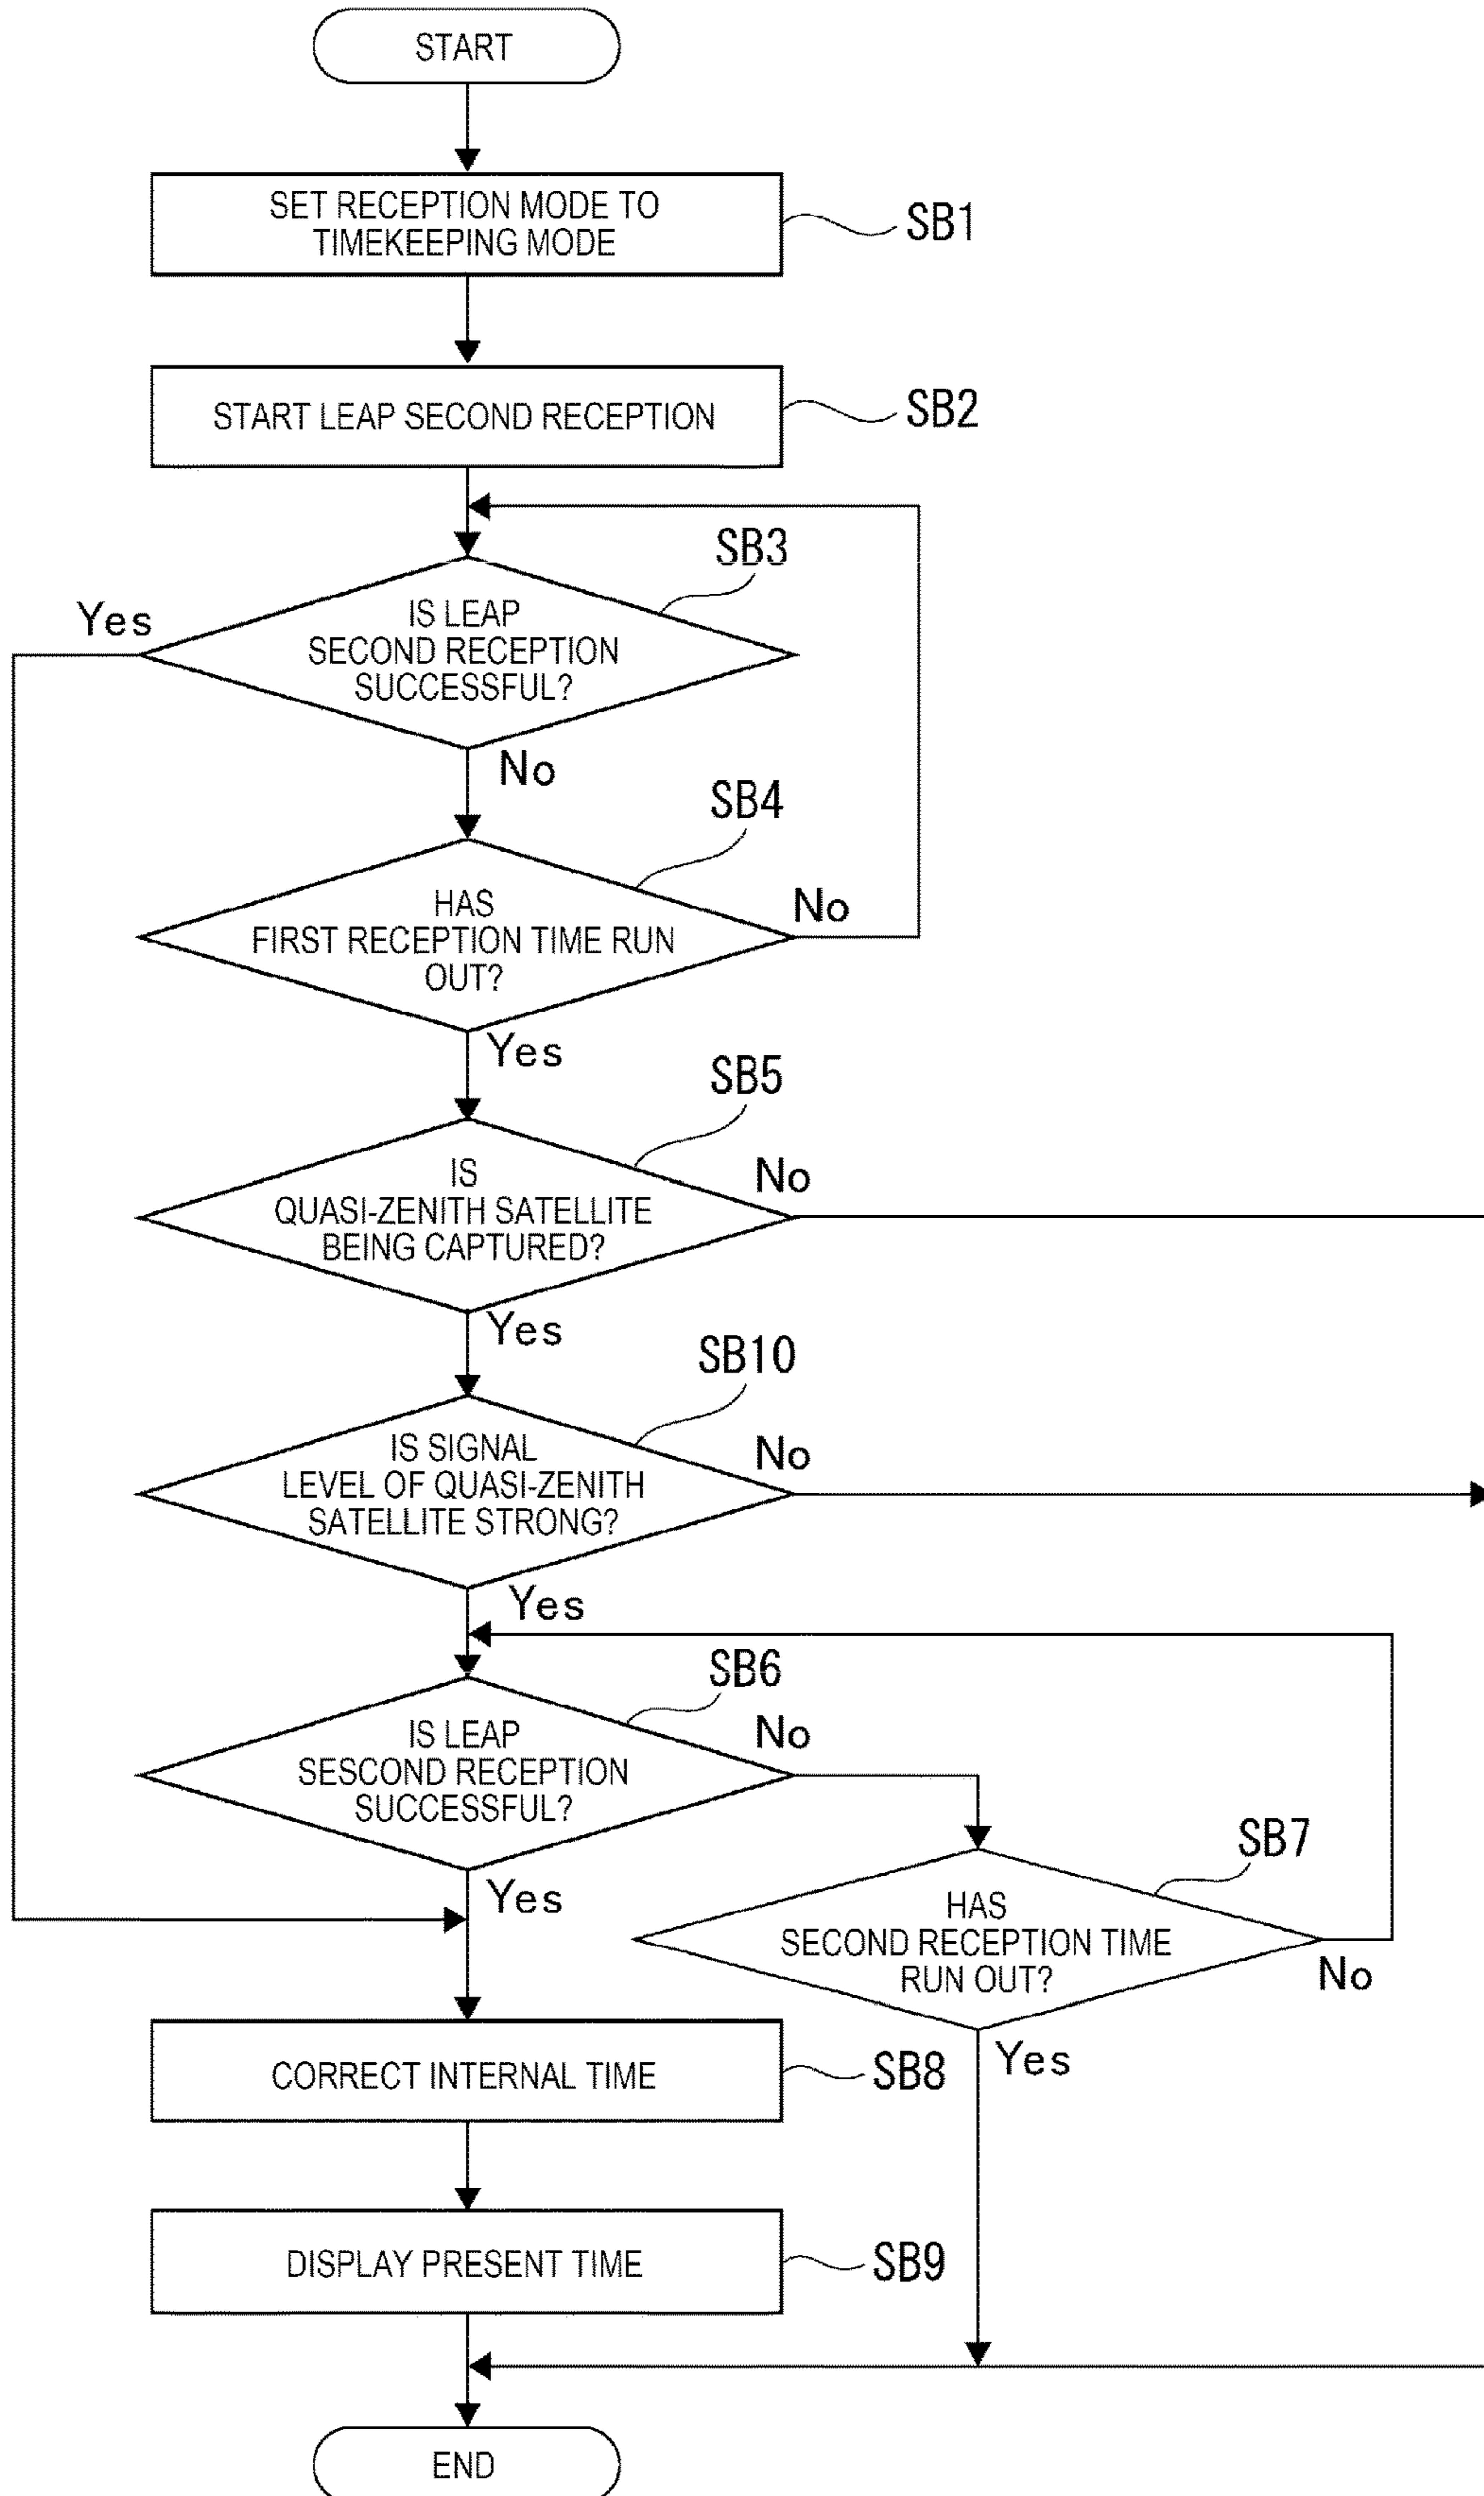 START
SET RECEPTION MODE TO
TIMEKEEPING MODE
SB1
START LEAP SECOND RECEPTION
SB2
SB3
Yes
IS LEAP
SECOND RECEPTION
SUCCESSFUL?
No
SB4
HAS
FIRST RECEPTION TIME RUN
OUT?
No
Yes
SB5
IS
QUASI-ZENITH SATELLITE
BEING CAPTURED?
No
Yes
SB10
IS SIGNAL
LEVEL OF QUASI-ZENITH
SATELLITE STRONG?
No
Yes
SB6
IS LEAP
SESCOND RECEPTION
SUCCESSFUL?
No
Yes
SB7
HAS
SECOND RECEPTION TIME
RUN OUT?
No
Yes
CORRECT INTERNAL TIME
SB8
DISPLAY PRESENT TIME
SB9
END